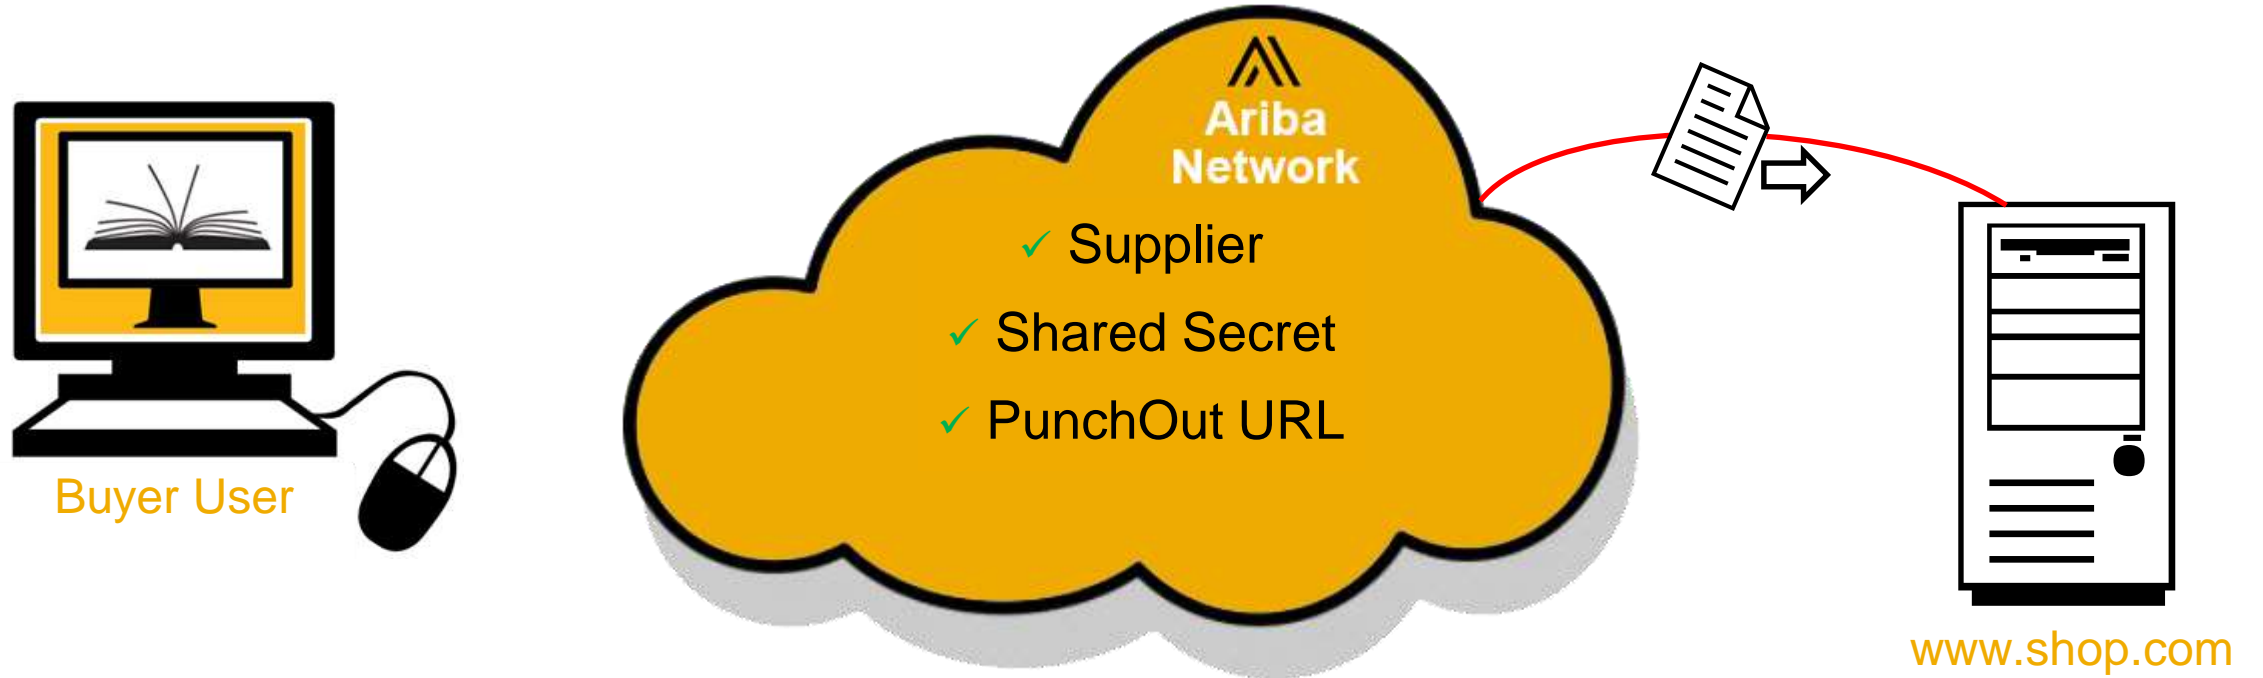 Ariba
Network
✓ Supplier
✓ Shared Secret
✓ PunchOut URL
Buyer User
www.shop.com